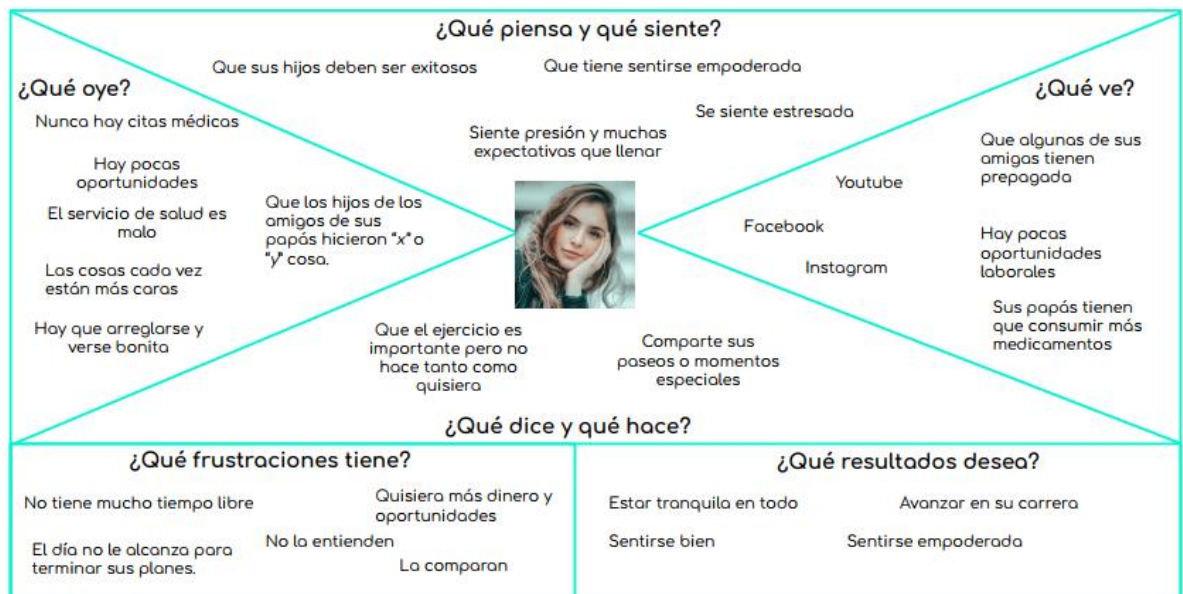 ¿Qué piensa y qué siente?
Que sus hijos deben ser exitosos
Que tiene sentirse empoderada
Se siente estresada
Siente presión y muchas
expectativas que llenar
¿Qué oye?
Nunca hay citas médicas
Hay pocas
oportunidades
El servicio de salud es
malo
Las cosas cada vez
están más caras
Hay que arreglarse y
verse bonita
Que los hijos de los
amigos de sus
papás hicieron "x" o
"y" cosa.
¿Qué ve?
Que algunas de sus
amigas tienen
prepagada
Youtube
Facebook
Instagram
Hay pocas
oportunidades
laborales
Sus papás tienen
que consumir más
medicamentos
Que el ejercicio es
importante pero no
hace tanto como
quisiera
Comparte sus
paseos o momentos
especiales
¿Qué dice y qué hace?
¿Qué frustraciones tiene?
No tiene mucho tiempo libre
Quisiera más dinero y
oportunidades
El día no le alcanza para
terminar sus planes.
No la entienden
La comparan
¿Qué resultados desea?
Estar tranquila en todo
Avanzar en su carrera
Sentirse bien
Sentirse empoderada